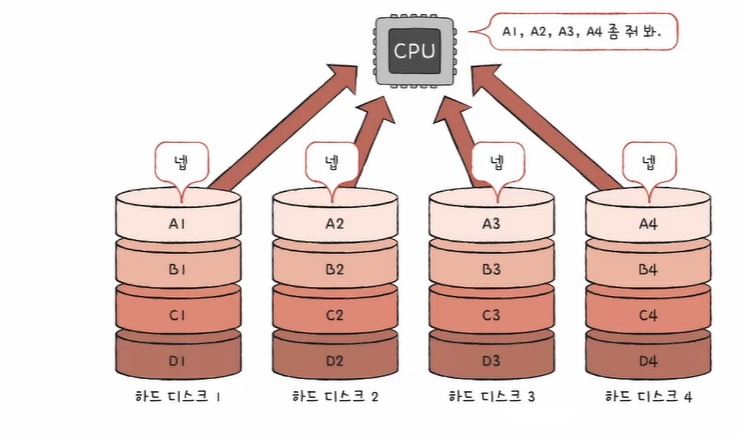 CPU
A1, A2, A3, A4 좀 줘 봐.
넵 넵 넵 넵
A1 A2 A3 A4
B1 B2 B3 B4
C1 C2 C3 C4
D1 D2 D3 D4
하드 디스크 1 하드 디스크 2 하드 디스크 3 하드 디스크 4